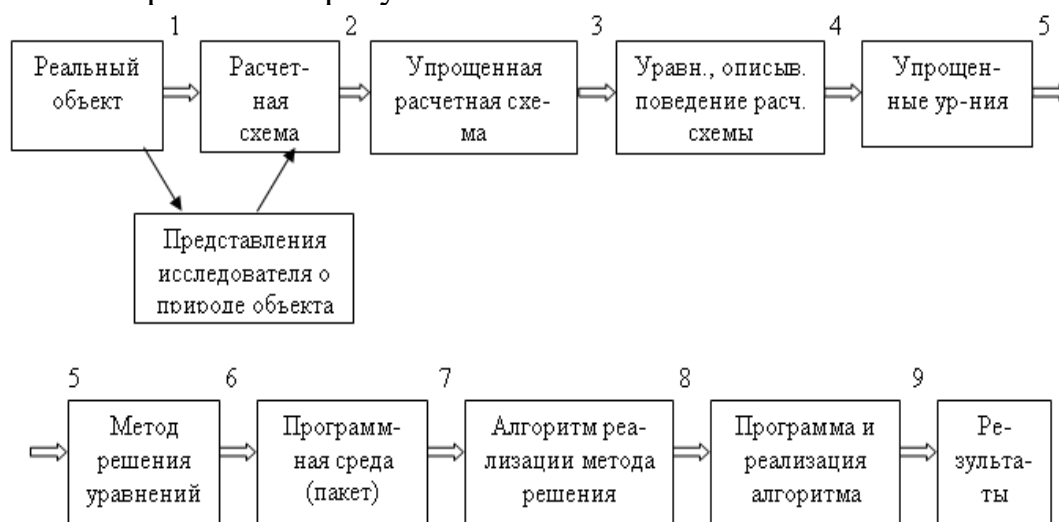 1 2 3 4 5
Реальный
объект
Расчет-
ная
схема
Упрощенная
расчетная схе-
ма
Уравн., описыв.
поведение расч.
схемы
Упрощен-
ные ур-ния
Представления
исследователя о
природе объекта
5 6 7 8 9
Метод
решения
уравнений
Программ-
ная среда
(пакет)
Алгоритм реа-
лизации метода
решения
Программа и
реализация
алгоритма
Ре-
зульта-
ты